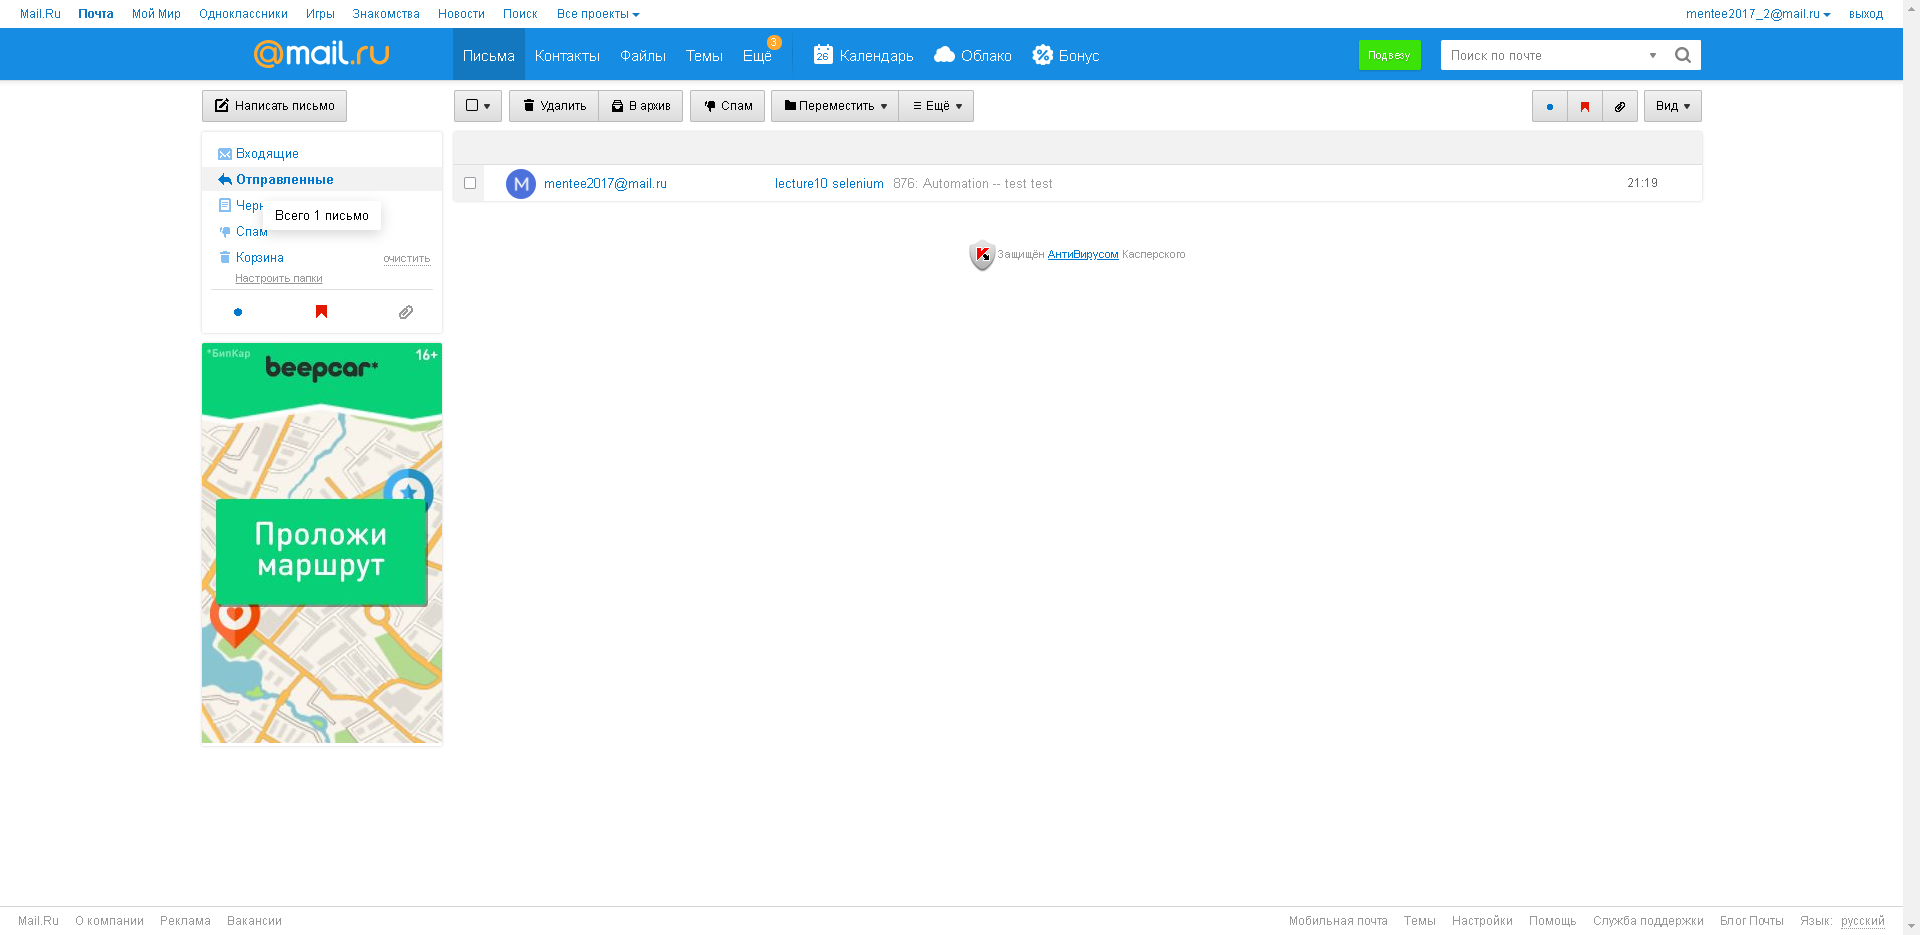 Mail.Ru Почта Мой Мир Одноклассники Игры Знакомства Новости Поиск Все проекты mentee2017_2@mail.ru выход
@mail.ru Письма Контакты Файлы Темы Ещё 3 26 Календарь Облако Бонус Подвезу Поиск по почте
Написать письмо Удалить В архив Спам Переместить Ещё Вид
Входящие
Отправленные
Черн
Всего 1 письмо
Спам
Корзина очистить
Настроить папки
M mentee2017@mail.ru lecture10 selenium 876: Automation -- test test 21:19
Защищён АнтиВирусом Касперского
*БипКар 16+
beepcar*
Проложи
маршрут
Mail.Ru О компании Реклама Вакансии Мобильная почта Темы Настройки Помощь Служба поддержки Блог Почты Язык: русский